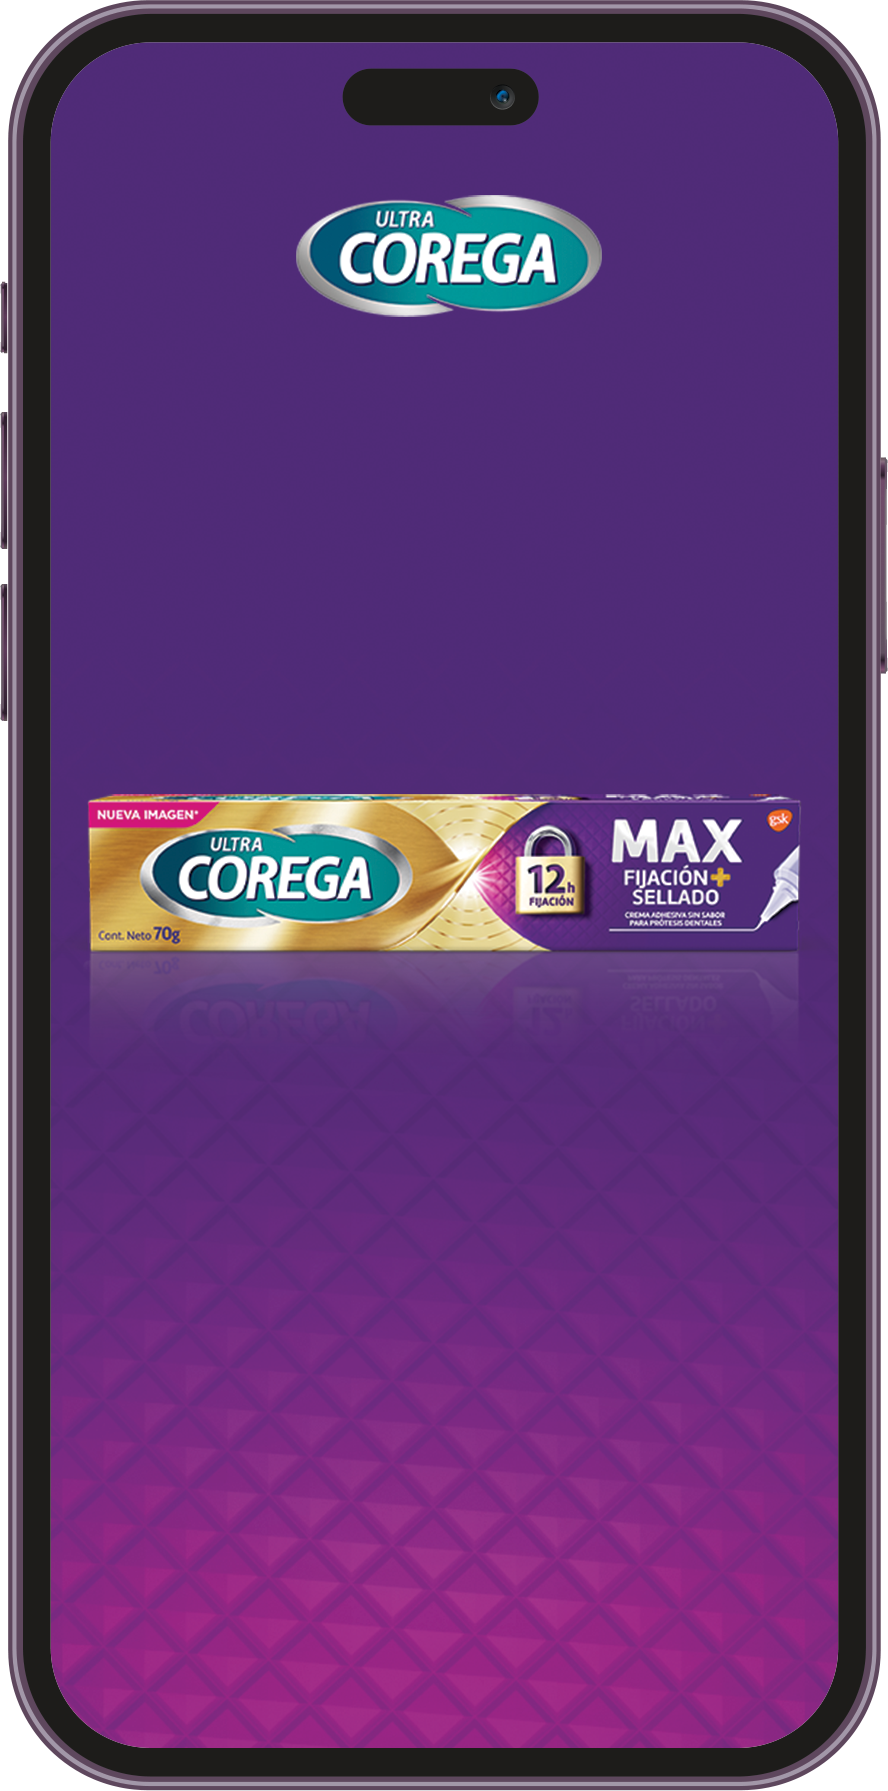 ULTRA
COREGA
NUEVA IMAGEN*
ULTRA
COREGA
Cont. Neto 70g
12h
FIJACIÓN
MAX
FIJACIÓN+
SELLADO
CREMA ADHESIVA SIN SABOR
PARA PRÓTESIS DENTALES
gsk